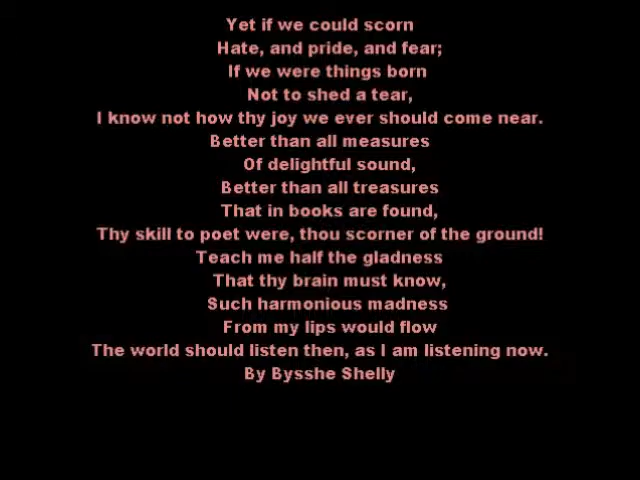 Yet if we could scorn
Hate, and pride, and fear;
If we were things born
Not to shed a tear,
I know not how thy joy we ever should come near.
Better than all measures
Of delightful sound,
Better than all treasures
That in books are found,
Thy skill to poet were, thou scorner of the ground!
Teach me half the gladness
That thy brain must know,
Such harmonious madness
From my lips would flow
The world should listen then, as I am listening now.
By Bysshe Shelly